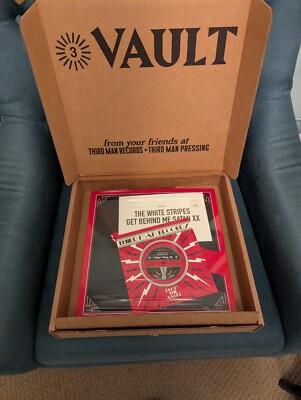 3 VAULT
from your friends at
THIRD MAN RECORDS + THIRD MAN PRESSING
THE WHITE STRIPES
GET BEHIND ME SATAN XX
THIRD MAN RECORDS